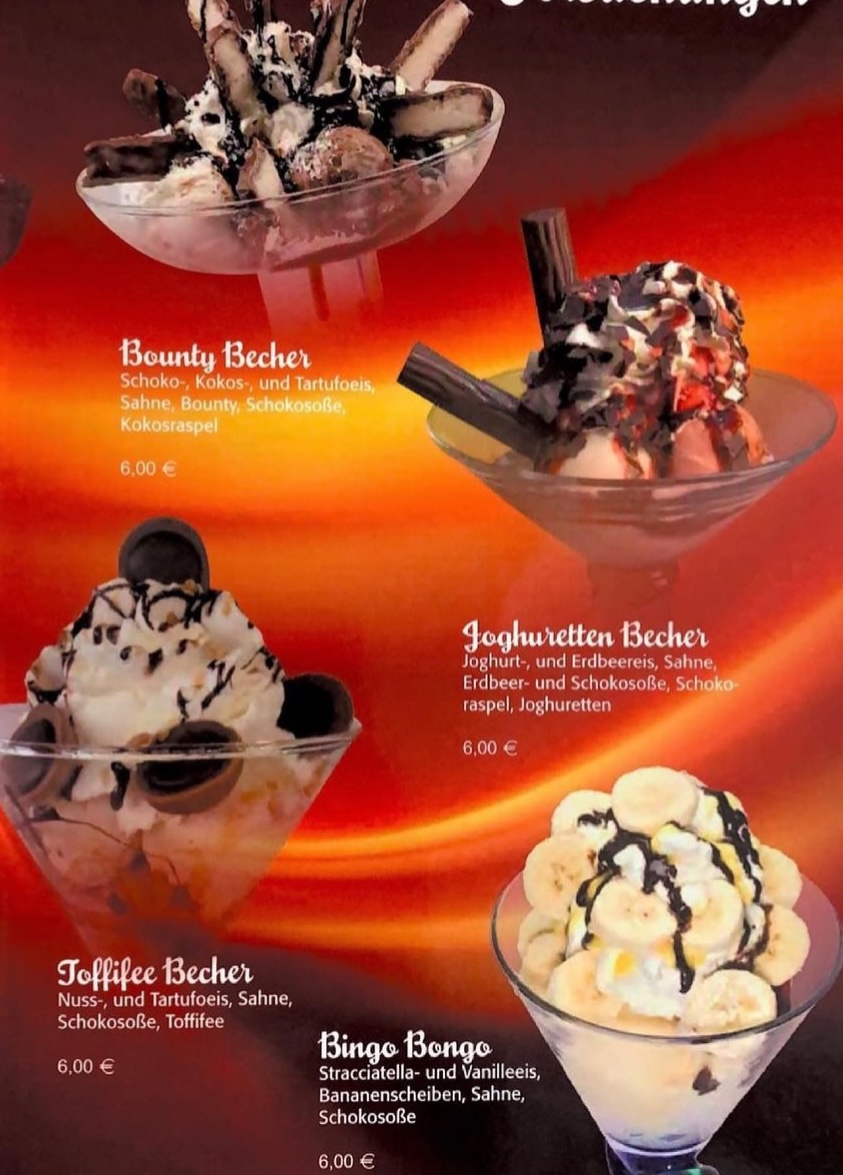 Bounty Becher
Schoko-, Kokos-, und Tartufoeis,
Sahne, Bounty, Schokosoße,
Kokosraspel
6,00 €
Joghuretten Becher
Joghurt-, und Erdbeereis, Sahne,
Erdbeer- und Schokosoße, Schoko-
raspel, Joghuretten
6,00 €
Toffifee Becher
Nuss-, und Tartufoeis, Sahne,
Schokosoße, Toffifee
6,00 €
Bingo Bongo
Stracciatella- und Vanilleeis,
Bananenscheiben, Sahne,
Schokosoße
6,00 €